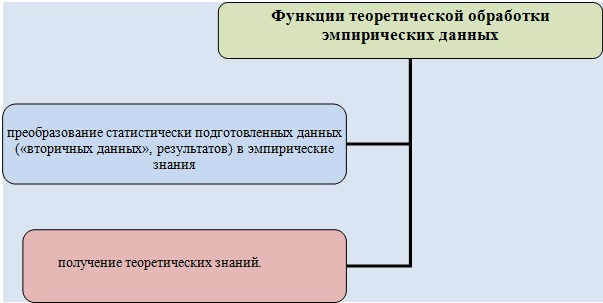 Функции теоретической обработки
эмпирических данных
преобразование статистически подготовленных данных
(«вторичных данных», результатов) в эмпирические
знания
получение теоретических знаний.